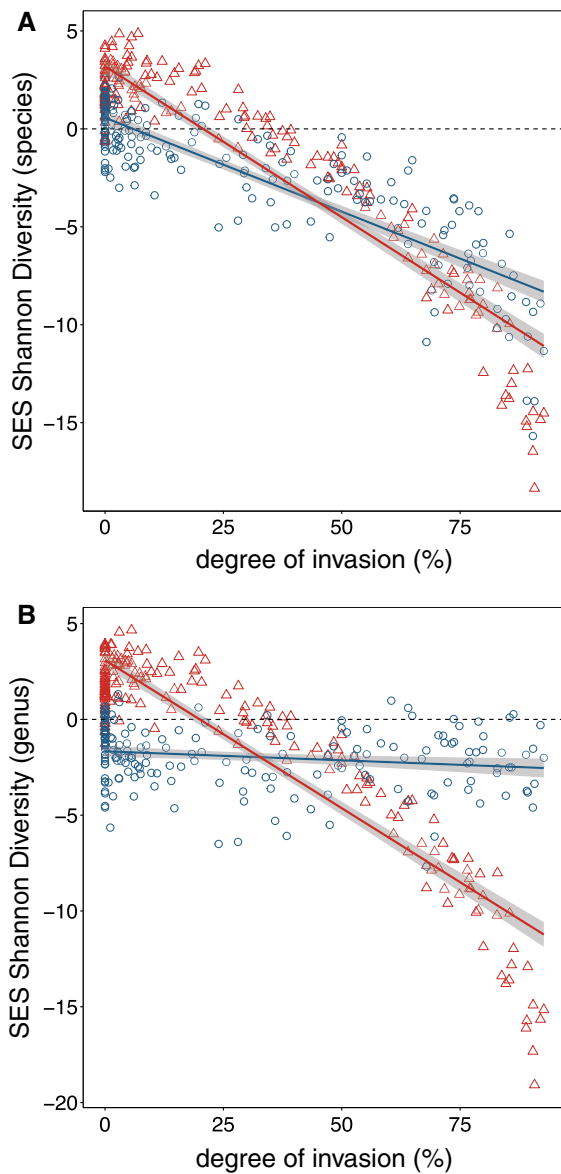 A
SES Shannon Diversity (species)
5
0
−5
−10
−15
0 25 50 75
degree of invasion (%)
B
SES Shannon Diversity (genus)
5
0
−5
−10
−15
−20
0 25 50 75
degree of invasion (%)